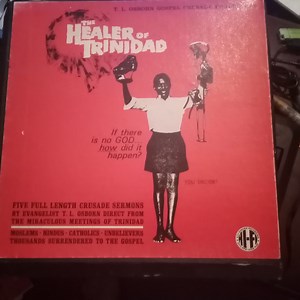 T. L. OSBORN GOSPEL CRUSADE
THE
HEALER OF
TRINIDAD
If there
is no GOD...
how did it
happen?
FIVE FULL LENGTH CRUSADE SERMONS
BY EVANGELIST T. L. OSBORN DIRECT FROM
THE MIRACULOUS MEETINGS OF TRINIDAD
MOSLEMS · HINDUS · CATHOLICS · UNBELIEVERS
THOUSANDS SURRENDERED TO THE GOSPEL
HI-FI